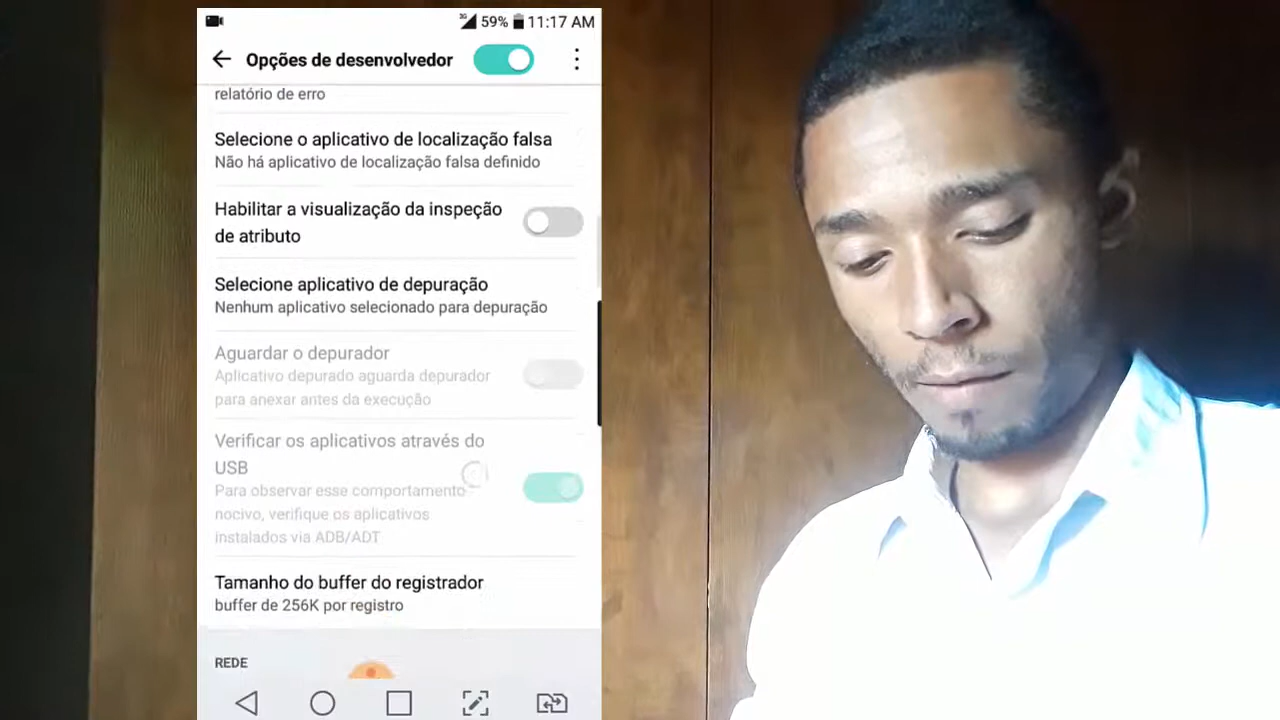 3G 59% 11:17 AM
Opções de desenvolvedor
relatório de erro
Selecione o aplicativo de localização falsa
Não há aplicativo de localização falsa definido
Habilitar a visualização da inspeção
de atributo
Selecione aplicativo de depuração
Nenhum aplicativo selecionado para depuração
Aguardar o depurador
Aplicativo depurado aguarda depurador
para anexar antes da execução
Verificar os aplicativos através do
USB
Para observar esse comportamento
nocivo, verifique os aplicativos
instalados via ADB/ADT
Tamanho do buffer do registrador
buffer de 256K por registro
REDE